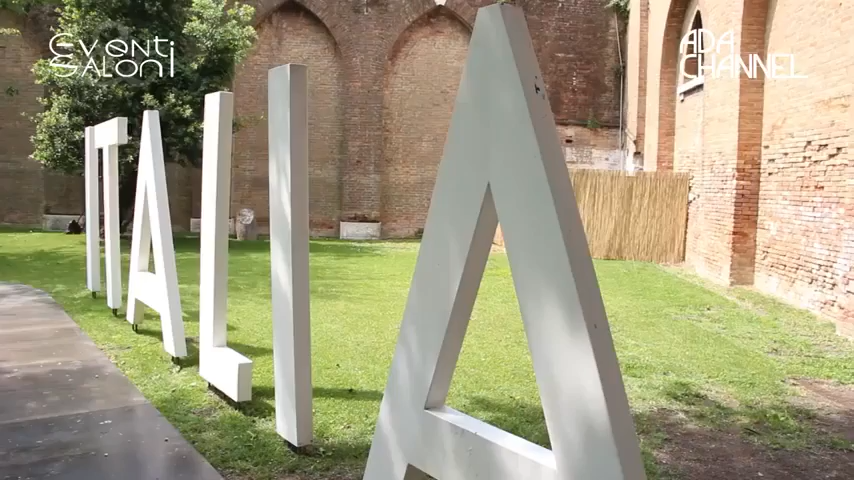 Eventi
SALONI
ADA
CHANNEL
ITALIA